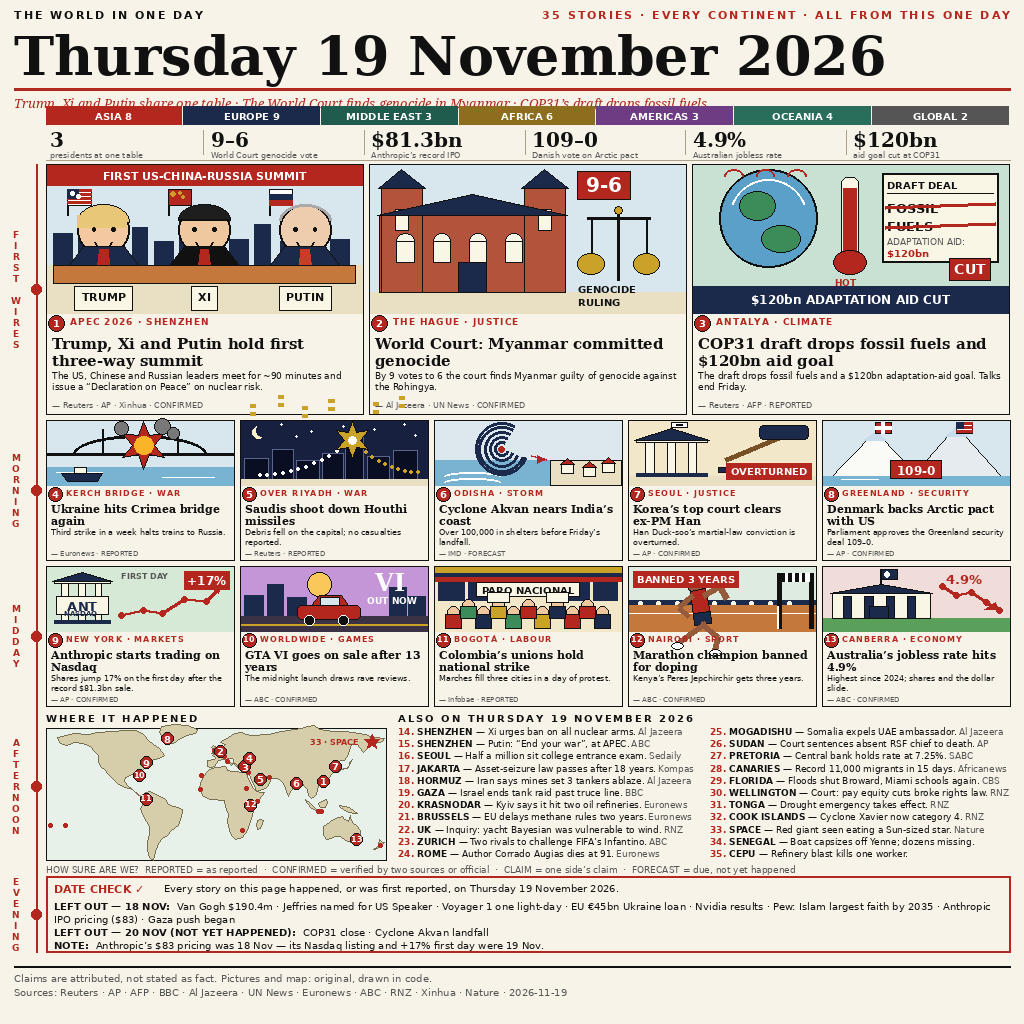 THE WORLD IN ONE DAY
35 STORIES · EVERY CONTINENT · ALL FROM THIS ONE DAY
Thursday 19 November 2026
Trump, Xi and Putin share one table · The World Court finds genocide in Myanmar · COP31's draft drops fossil fuels
ASIA 8
EUROPE 9
MIDDLE EAST 3
AFRICA 6
AMERICAS 3
OCEANIA 4
GLOBAL 2
3
presidents at one table
9–6
World Court genocide vote
$81.3bn
Anthropic's record IPO
109–0
Danish vote on Arctic pact
4.9%
Australian jobless rate
$120bn
aid goal cut at COP31
FIRST WIRES
FIRST US-CHINA-RUSSIA SUMMIT
TRUMP
XI
PUTIN
1 APEC 2026 · SHENZHEN
Trump, Xi and Putin hold first
three-way summit
The US, Chinese and Russian leaders meet for ~90 minutes and
issue a “Declaration on Peace” on nuclear risk.
— Reuters · AP · Xinhua · CONFIRMED
9-6
GENOCIDE
RULING
2 THE HAGUE · JUSTICE
World Court: Myanmar committed
genocide
By 9 votes to 6 the court finds Myanmar guilty of genocide against
the Rohingya.
— Al Jazeera · UN News · CONFIRMED
DRAFT DEAL
FOSSIL
FUELS
ADAPTATION AID:
$120bn
CUT
HOT
$120bn ADAPTATION AID CUT
3 ANTALYA · CLIMATE
COP31 draft drops fossil fuels and
$120bn aid goal
The draft drops fossil fuels and a $120bn adaptation-aid goal. Talks
end Friday.
— Reuters · AFP · REPORTED
MORNING
4 KERCH BRIDGE · WAR
Ukraine hits Crimea bridge
again
Third strike in a week halts trains to Russia.
— Euronews · REPORTED
5 OVER RIYADH · WAR
Saudis shoot down Houthi
missiles
Debris fell on the capital; no casualties
reported.
— Reuters · REPORTED
6 ODISHA · STORM
Cyclone Akvan nears India's
coast
Over 100,000 in shelters before Friday's
landfall.
— IMD · FORECAST
OVERTURNED
7 SEOUL · JUSTICE
Korea's top court clears
ex-PM Han
Han Duck-soo's martial-law conviction is
overturned.
— AP · CONFIRMED
109-0
8 GREENLAND · SECURITY
Denmark backs Arctic pact
with US
Parliament approves the Greenland security
deal 109–0.
— AP · CONFIRMED
MIDDAY
FIRST DAY
+17%
ANT
NASDAQ
9 NEW YORK · MARKETS
Anthropic starts trading on
Nasdaq
Shares jump 17% on the first day after the
record $81.3bn sale.
— AP · CONFIRMED
VI
OUT NOW
10 WORLDWIDE · GAMES
GTA VI goes on sale after 13
years
The midnight launch draws rave reviews.
— ABC · CONFIRMED
PARO NACIONAL
11 BOGOTÁ · LABOUR
Colombia's unions hold
national strike
Marches fill three cities in a day of protest.
— Infobae · REPORTED
BANNED 3 YEARS
12 NAIROBI · SPORT
Marathon champion banned
for doping
Kenya's Peres Jepchirchir gets three years.
— ABC · CONFIRMED
4.9%
13 CANBERRA · ECONOMY
Australia's jobless rate hits
4.9%
Highest since 2024; shares and the dollar
slide.
— ABC · CONFIRMED
AFTERNOON
WHERE IT HAPPENED
33 · SPACE
8
2
4
3
9
10
5
7
6
1
11
12
13
ALSO ON THURSDAY 19 NOVEMBER 2026
14. SHENZHEN — Xi urges ban on all nuclear arms. Al Jazeera
15. SHENZHEN — Putin: “End your war”, at APEC. ABC
16. SEOUL — Half a million sit college entrance exam. Sedaily
17. JAKARTA — Asset-seizure law passes after 18 years. Kompas
18. HORMUZ — Iran says mines set 3 tankers ablaze. Al Jazeera
19. GAZA — Israel ends tank raid past truce line. BBC
20. KRASNODAR — Kyiv says it hit two oil refineries. Euronews
21. BRUSSELS — EU delays methane rules two years. Euronews
22. UK — Inquiry: yacht Bayesian was vulnerable to wind. RNZ
23. ZURICH — Two rivals to challenge FIFA's Infantino. ABC
24. ROME — Author Corrado Augias dies at 91. Euronews
25. MOGADISHU — Somalia expels UAE ambassador. Al Jazeera
26. SUDAN — Court sentences absent RSF chief to death. AP
27. PRETORIA — Central bank holds rate at 7.25%. SABC
28. CANARIES — Record 11,000 migrants in 15 days. Africanews
29. FLORIDA — Floods shut Broward, Miami schools again. CBS
30. WELLINGTON — Court: pay equity cuts broke rights law. RNZ
31. TONGA — Drought emergency takes effect. RNZ
32. COOK ISLANDS — Cyclone Xavier now category 4. RNZ
33. SPACE — Red giant seen eating a Sun-sized star. Nature
34. SENEGAL — Boat capsizes off Yenne; dozens missing.
35. CEPU — Refinery blast kills one worker.
HOW SURE ARE WE? REPORTED = as reported · CONFIRMED = verified by two sources or official · CLAIM = one side's claim · FORECAST = due, not yet happened
EVENING
DATE CHECK ✓ Every story on this page happened, or was first reported, on Thursday 19 November 2026.
LEFT OUT — 18 NOV: Van Gogh $190.4m · Jeffries named for US Speaker · Voyager 1 one light-day · EU €45bn Ukraine loan · Nvidia results · Pew: Islam largest faith by 2035 · Anthropic
IPO pricing ($83) · Gaza push began
LEFT OUT — 20 NOV (NOT YET HAPPENED): COP31 close · Cyclone Akvan landfall
NOTE: Anthropic's $83 pricing was 18 Nov — its Nasdaq listing and +17% first day were 19 Nov.
Claims are attributed, not stated as fact. Pictures and map: original, drawn in code.
Sources: Reuters · AP · AFP · BBC · Al Jazeera · UN News · Euronews · ABC · RNZ · Xinhua · Nature · 2026-11-19